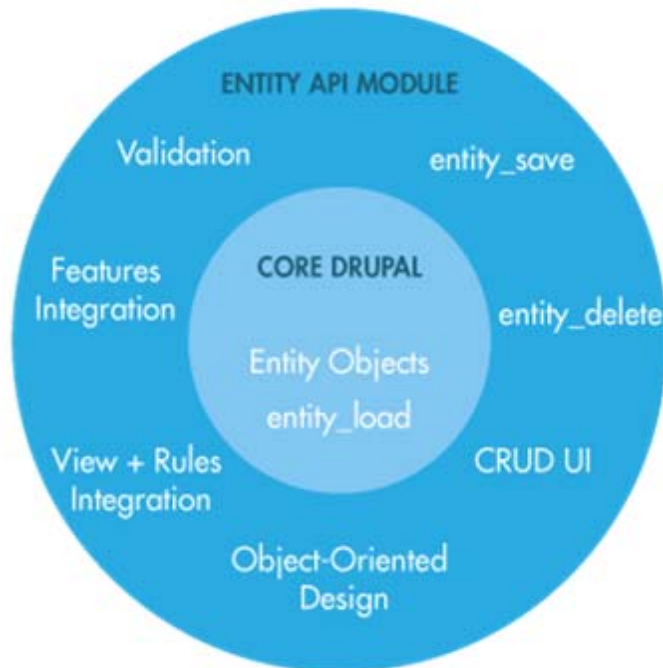 ENTITY API MODULE
Validation
entity_save
CORE DRUPAL
Features
Integration
entity_delete
Entity Objects
entity_load
View + Rules
Integration
CRUD UI
Object-Oriented
Design